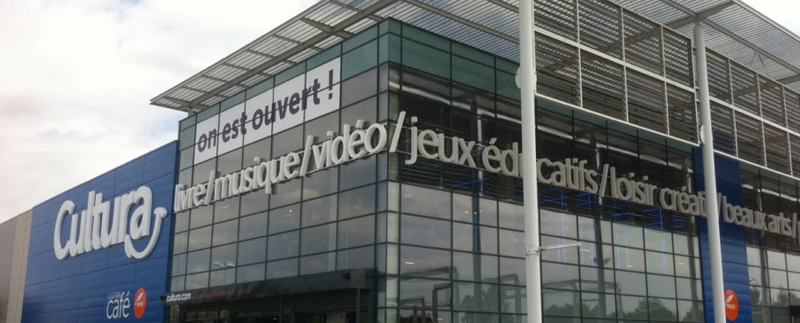 on est ouvert !
livre/musique/vidéo/jeux éducatifs/loisir créatif/beaux arts/
Cultura
cultura.com
café